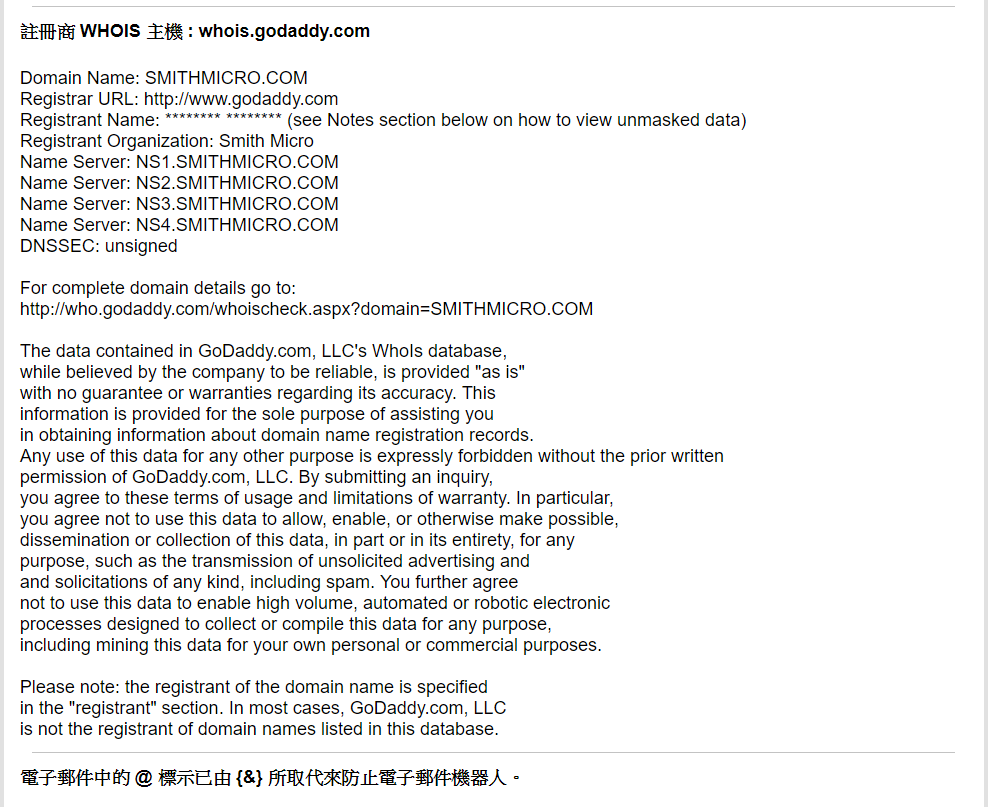 註冊商 WHOIS 主機 : whois.godaddy.com
Domain Name: SMITHMICRO.COM
Registrar URL: http://www.godaddy.com
Registrant Name: ******** ******** (see Notes section below on how to view unmasked data)
Registrant Organization: Smith Micro
Name Server: NS1.SMITHMICRO.COM
Name Server: NS2.SMITHMICRO.COM
Name Server: NS3.SMITHMICRO.COM
Name Server: NS4.SMITHMICRO.COM
DNSSEC: unsigned
For complete domain details go to:
http://who.godaddy.com/whoischeck.aspx?domain=SMITHMICRO.COM
The data contained in GoDaddy.com, LLC's WhoIs database,
while believed by the company to be reliable, is provided "as is"
with no guarantee or warranties regarding its accuracy. This
information is provided for the sole purpose of assisting you
in obtaining information about domain name registration records.
Any use of this data for any other purpose is expressly forbidden without the prior written
permission of GoDaddy.com, LLC. By submitting an inquiry,
you agree to these terms of usage and limitations of warranty. In particular,
you agree not to use this data to allow, enable, or otherwise make possible,
dissemination or collection of this data, in part or in its entirety, for any
purpose, such as the transmission of unsolicited advertising and
and solicitations of any kind, including spam. You further agree
not to use this data to enable high volume, automated or robotic electronic
processes designed to collect or compile this data for any purpose,
including mining this data for your own personal or commercial purposes.
Please note: the registrant of the domain name is specified
in the "registrant" section. In most cases, GoDaddy.com, LLC
is not the registrant of domain names listed in this database.
電子郵件中的 @ 標示已由 {&} 所取代來防止電子郵件機器人。